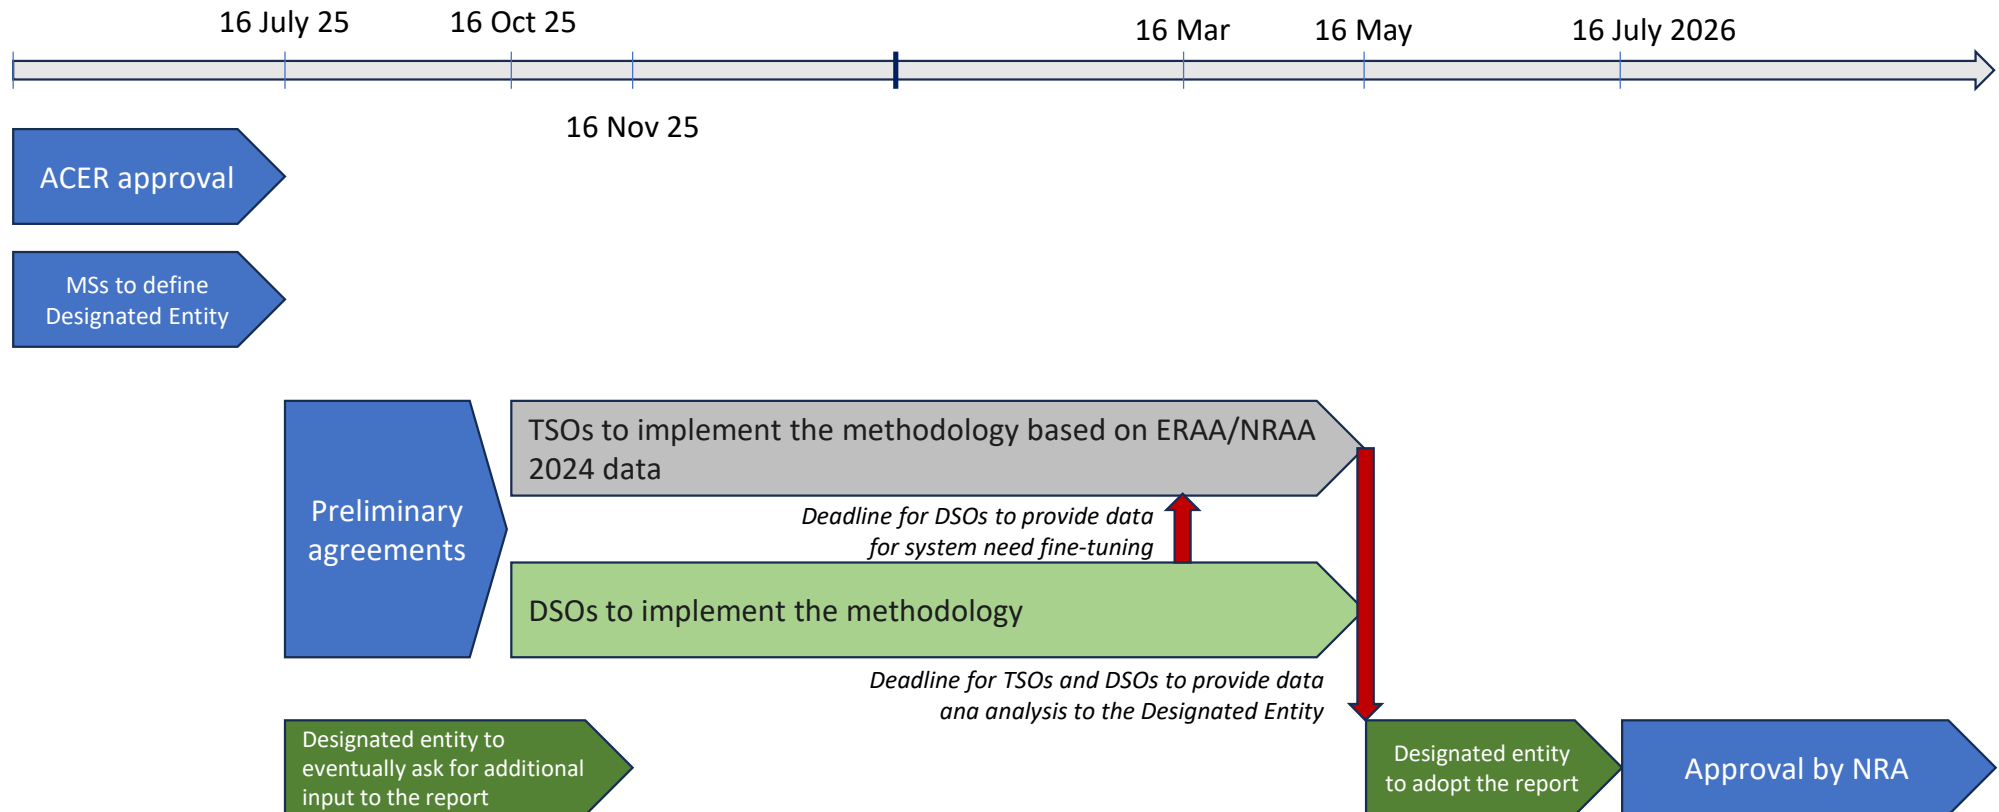 16 July 25
16 Oct 25
16 Mar
16 May
16 July 2026
16 Nov 25
ACER approval
MSs to define
Designated Entity
Preliminary
agreements
TSOs to implement the methodology based on ERAA/NRAA
2024 data
Deadline for DSOs to provide data
for system need fine-tuning
DSOs to implement the methodology
Deadline for TSOs and DSOs to provide data
ana analysis to the Designated Entity
Designated entity to
eventually ask for additional
input to the report
Designated entity
to adopt the report
Approval by NRA